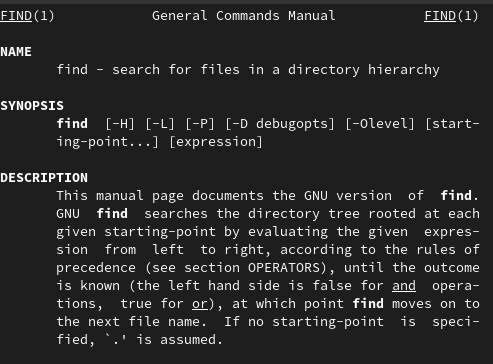 FIND(1) General Commands Manual FIND(1)
NAME
find - search for files in a directory hierarchy
SYNOPSIS
find [-H] [-L] [-P] [-D debugopts] [-Olevel] [start-
ing-point...] [expression]
DESCRIPTION
This manual page documents the GNU version of find.
GNU find searches the directory tree rooted at each
given starting-point by evaluating the given expres-
sion from left to right, according to the rules of
precedence (see section OPERATORS), until the outcome
is known (the left hand side is false for and opera-
tions, true for or), at which point find moves on to
the next file name. If no starting-point is speci-
fied, `.' is assumed.